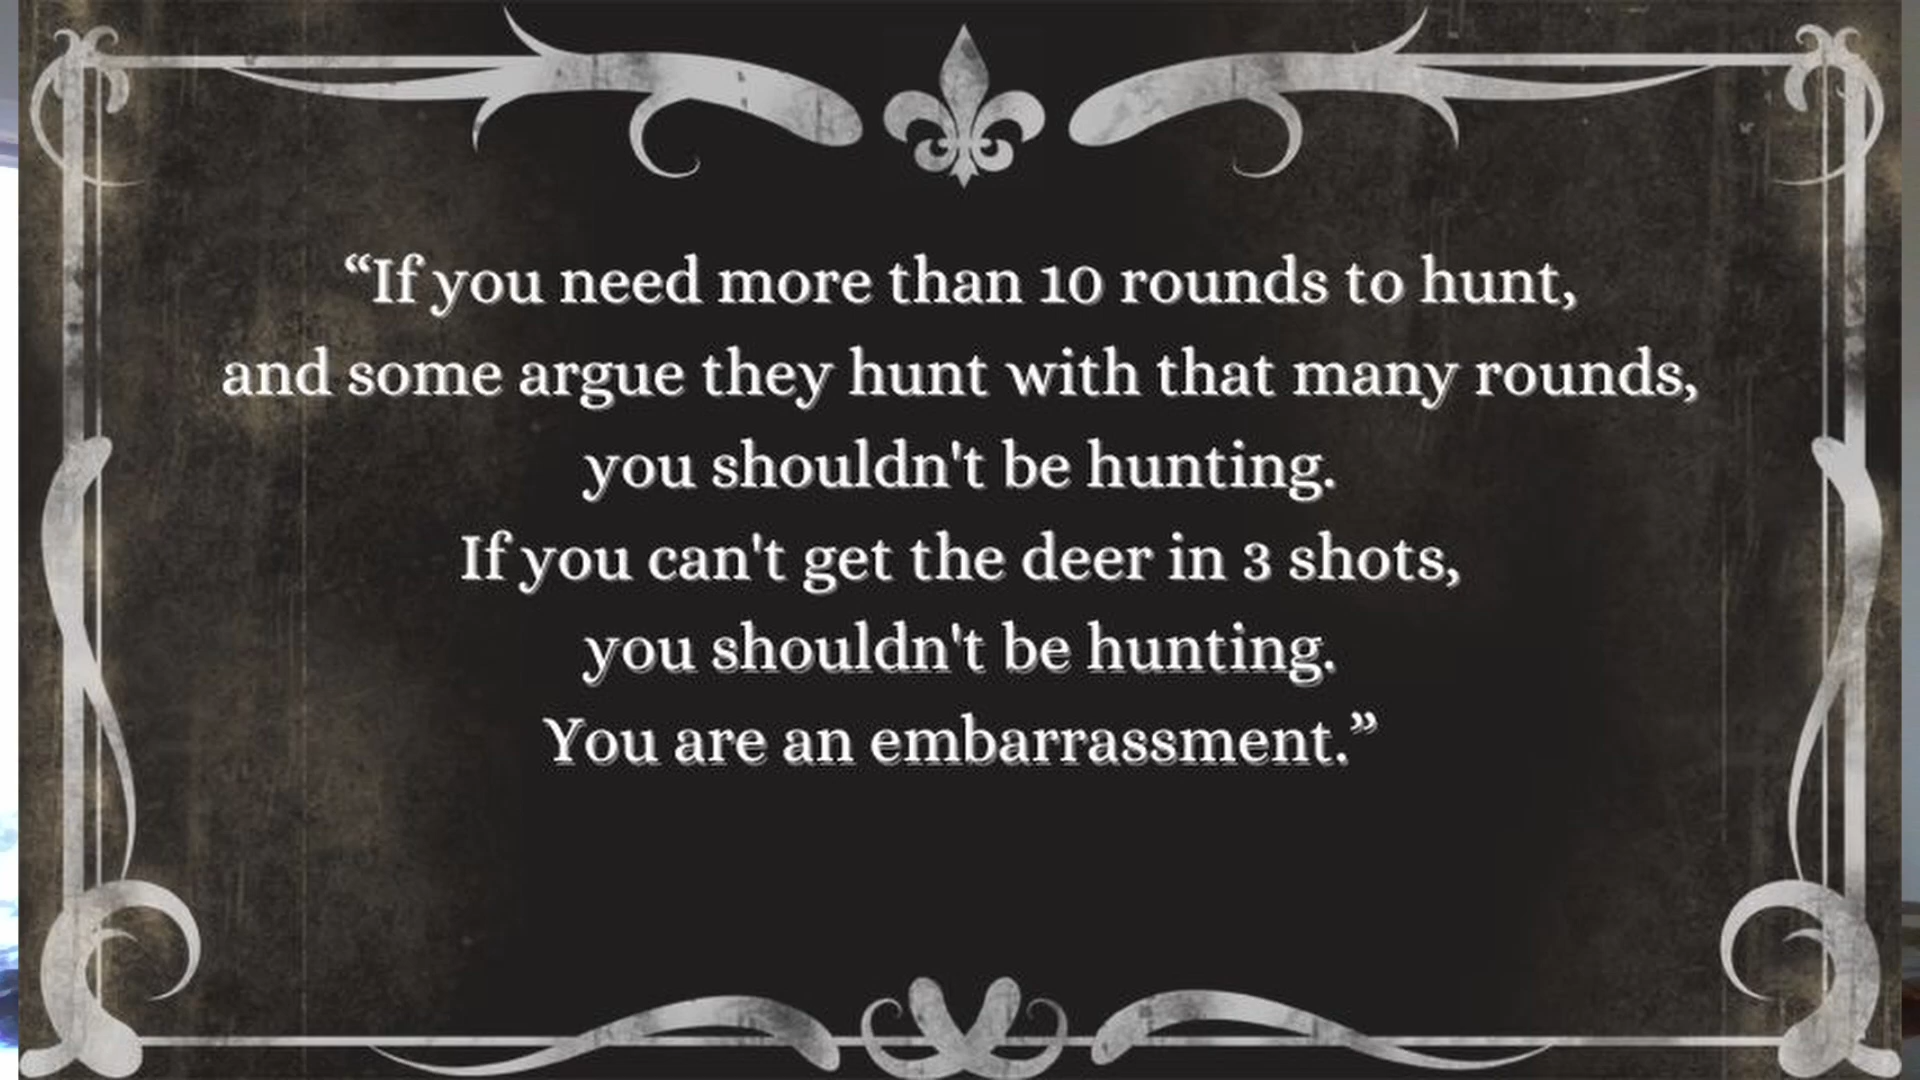 “If you need more than 10 rounds to hunt,
and some argue they hunt with that many rounds,
you shouldn't be hunting.
If you can't get the deer in 3 shots,
you shouldn't be hunting.
You are an embarrassment.”